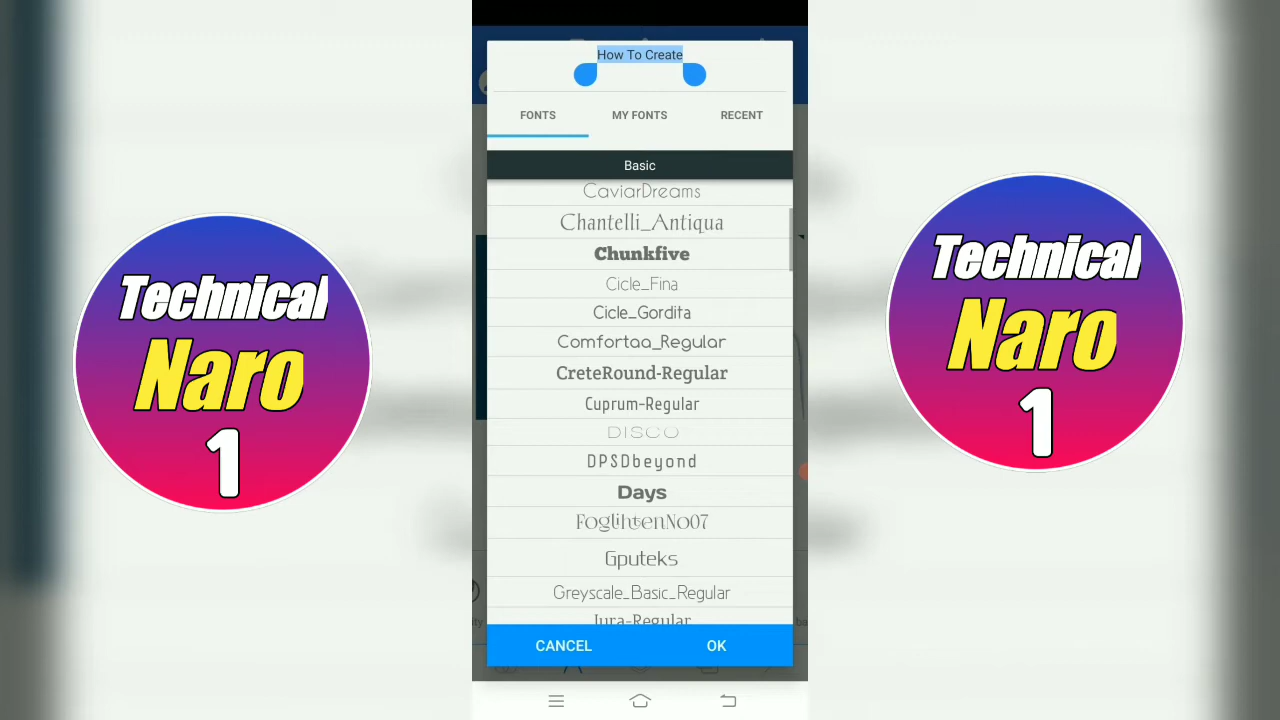 How To Create
FONTS
MY FONTS
RECENT
Basic
CaviarDreams
Chantelli_Antiqua
Chunkfive
Cicle_Fina
Cicle_Gordita
Comfortaa_Regular
CreteRound-Regular
Cuprum-Regular
DISCO
DPSDbeyond
Days
FoglihtenNo07
Gputeks
Greyscale_Basic_Regular
Jura-Regular
CANCEL
OK
Technical
Naro
1
Technical
Naro
1